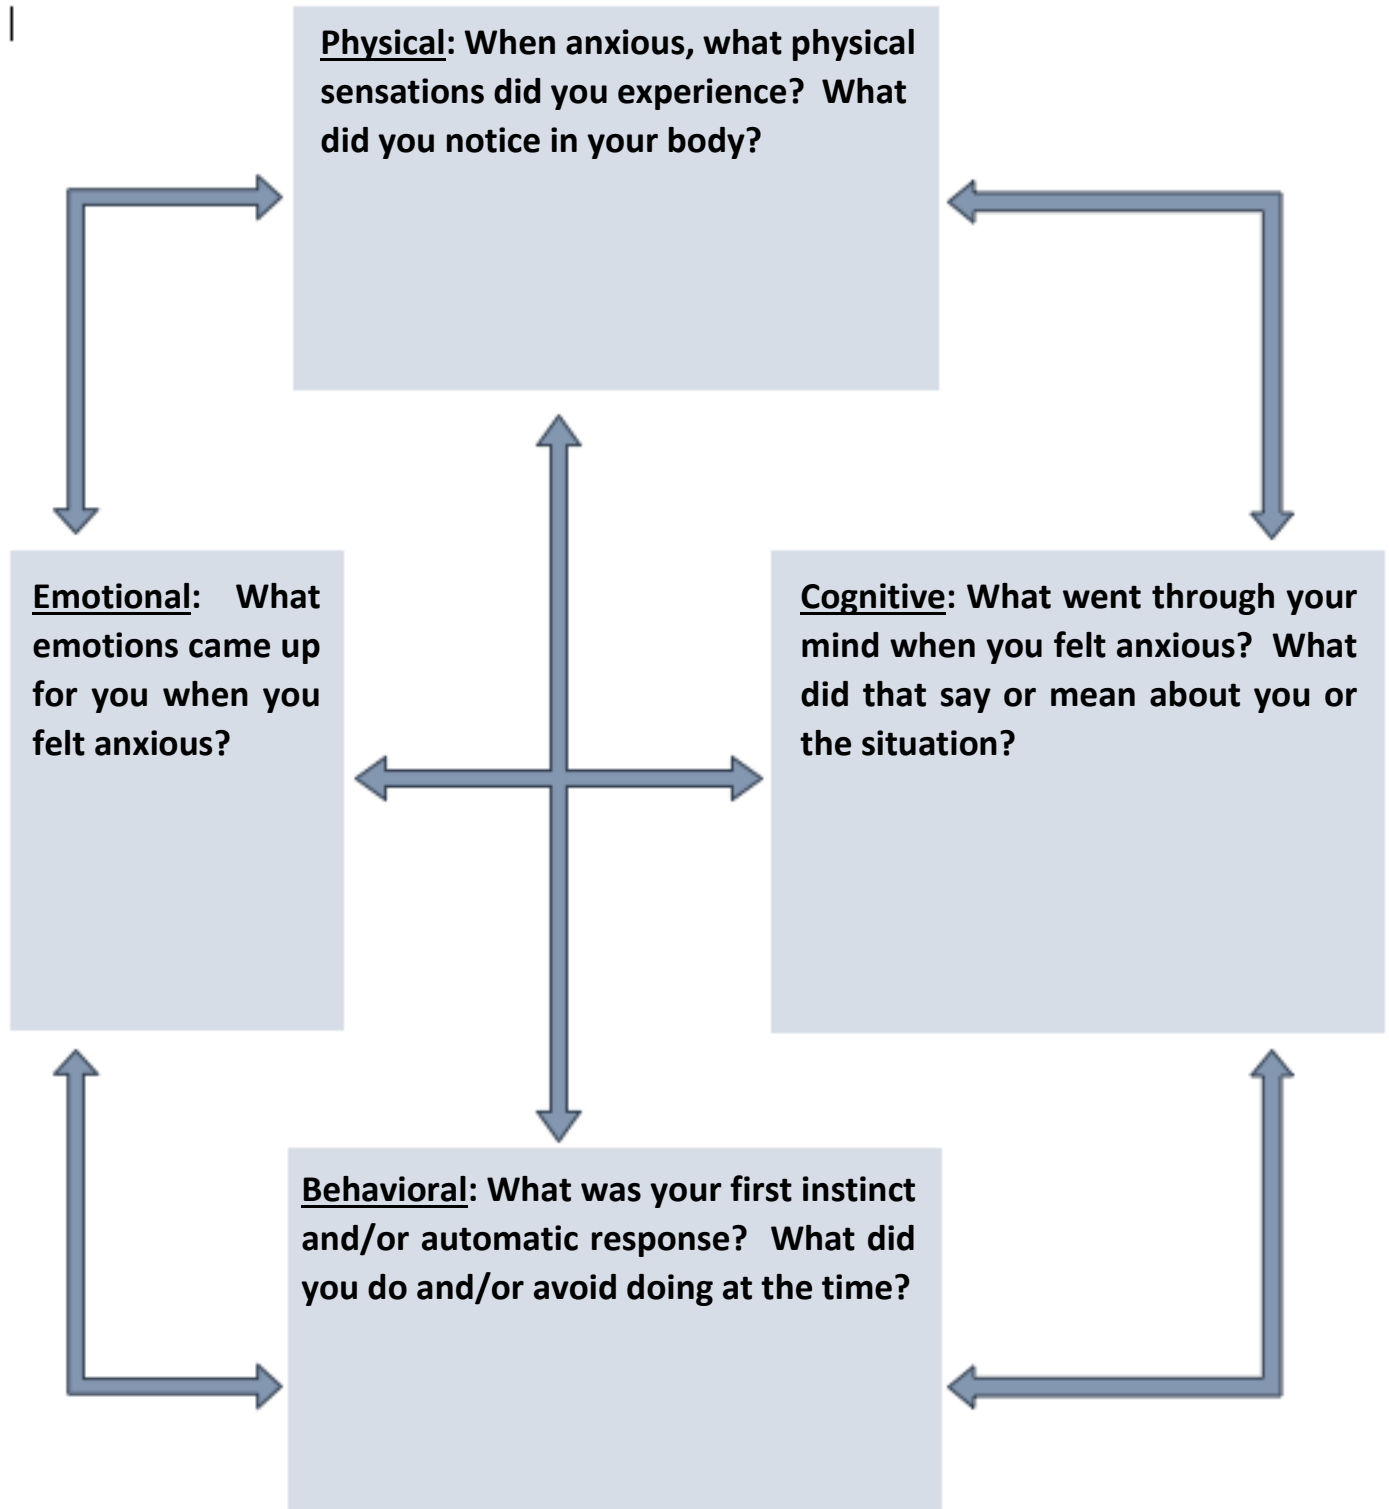 Physical: When anxious, what physical
sensations did you experience? What
did you notice in your body?
Emotional: What
emotions came up
for you when you
felt anxious?
Cognitive: What went through your
mind when you felt anxious? What
did that say or mean about you or
the situation?
Behavioral: What was your first instinct
and/or automatic response? What did
you do and/or avoid doing at the time?